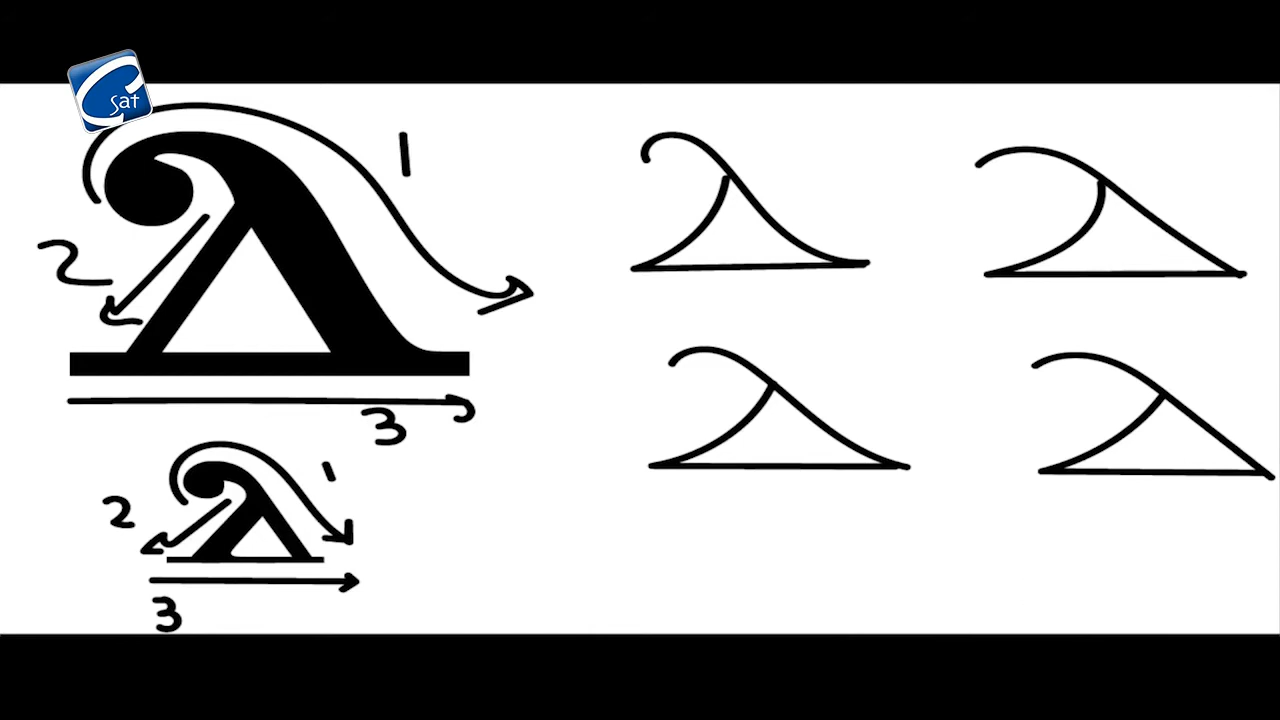 C Sat
Ⲇ 1 2 3
ⲇ 1 2 3
Ⲇ Ⲇ
ⲇ ⲇ